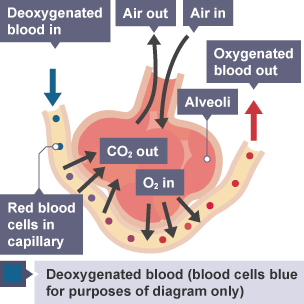 Deoxygenated
blood in
Air out
Air in
Oxygenated
blood out
Alveoli
CO₂ out
O₂ in
Red blood
cells in
capillary
Deoxygenated blood (blood cells blue
for purposes of diagram only)